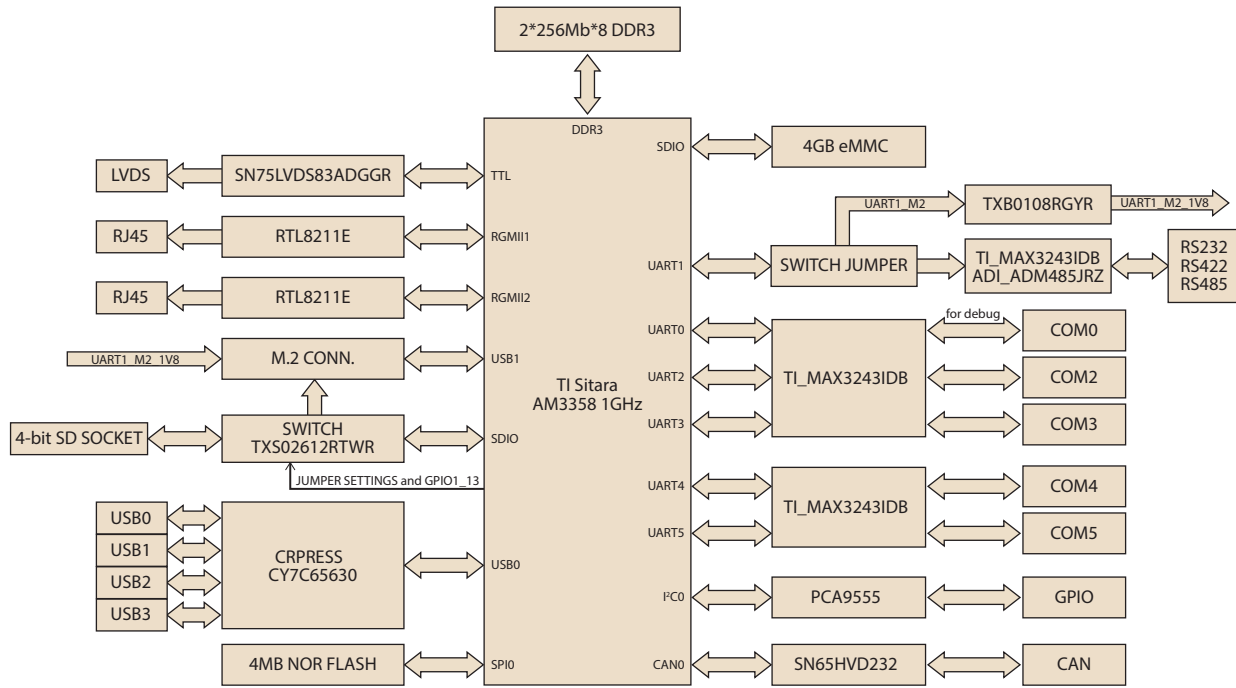 2*256Mb*8 DDR3
DDR3
LVDS
SN75LVDS83ADGGR
TTL
RJ45
RTL8211E
RGMII1
RJ45
RTL8211E
RGMII2
UART1_M2_1V8
M.2 CONN.
USB1
4-bit SD SOCKET
SWITCH
TXS02612RTWR
SDIO
JUMPER SETTINGS and GPIO1_13
USB0
USB1
USB2
USB3
CRPRESS
CY7C65630
USB0
4MB NOR FLASH
SPI0
TI Sitara
AM3358 1GHz
SDIO
4GB eMMC
UART1
SWITCH JUMPER
UART1_M2
TXB0108RGYR
UART1_M2_1V8
TI_MAX3243IDB
ADI_ADM485JRZ
RS232
RS422
RS485
UART0
UART2
UART3
TI_MAX3243IDB
for debug
COM0
COM2
COM3
UART4
UART5
TI_MAX3243IDB
COM4
COM5
I²C0
PCA9555
GPIO
CAN0
SN65HVD232
CAN